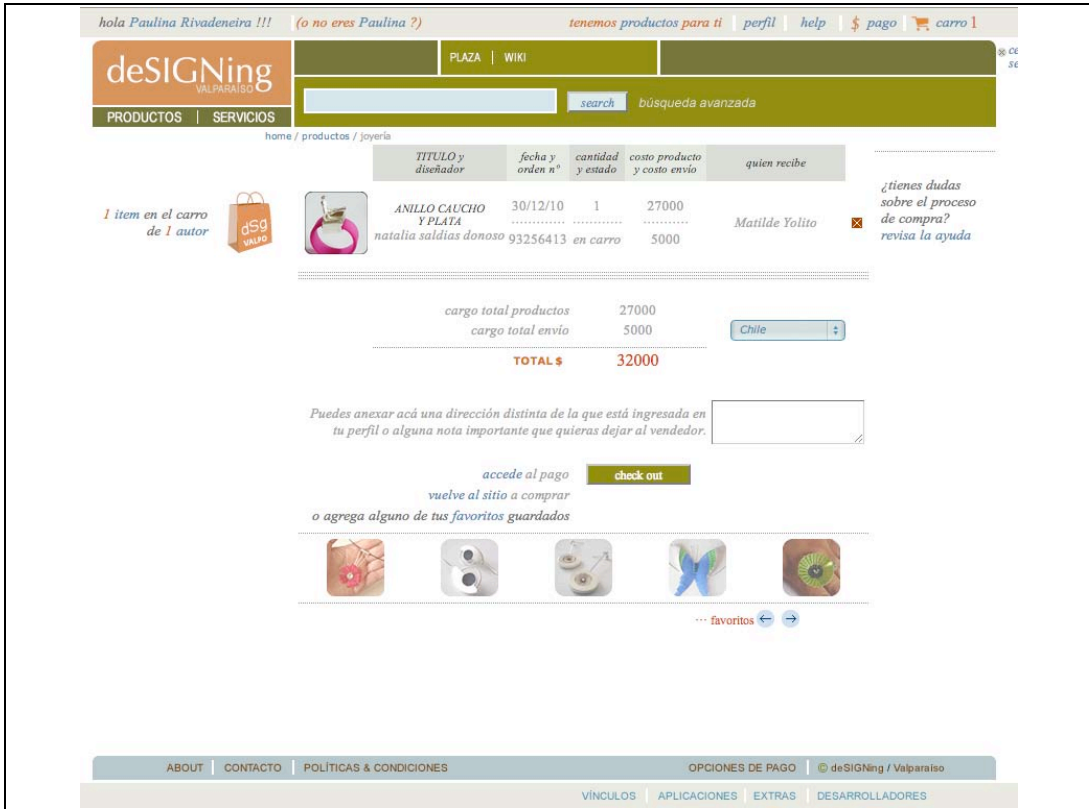 hola Paulina Rivadeneira !!! (o no eres Paulina ?) tenemos productos para ti perfil help $ pago carro 1
deSIGNing
VALPARAÍSO
PRODUCTOS | SERVICIOS
PLAZA | WIKI
search búsqueda avanzada
home / productos / joyería
TITULO y diseñador
fecha y orden nº
cantidad y estado
costo producto y costo envío
quien recibe
1 item en el carro
de 1 autor
dSg
VALPO
ANILLO CAUCHO
Y PLATA
natalia saldias donoso
30/12/10 1 27000
93256413 en carro 5000
Matilde Yolito
¿tienes dudas
sobre el proceso
de compra?
revisa la ayuda
cargo total productos 27000
cargo total envío 5000
Chile
TOTAL $ 32000
Puedes anexar acá una dirección distinta de la que está ingresada en
tu perfil o alguna nota importante que quieras dejar al vendedor.
accede al pago check out
vuelve al sitio a comprar
o agrega alguno de tus favoritos guardados
··· favoritos ← →
ABOUT | CONTACTO | POLÍTICAS & CONDICIONES OPCIONES DE PAGO | © deSIGNing / Valparaiso
VÍNCULOS | APLICACIONES | EXTRAS | DESARROLLADORES